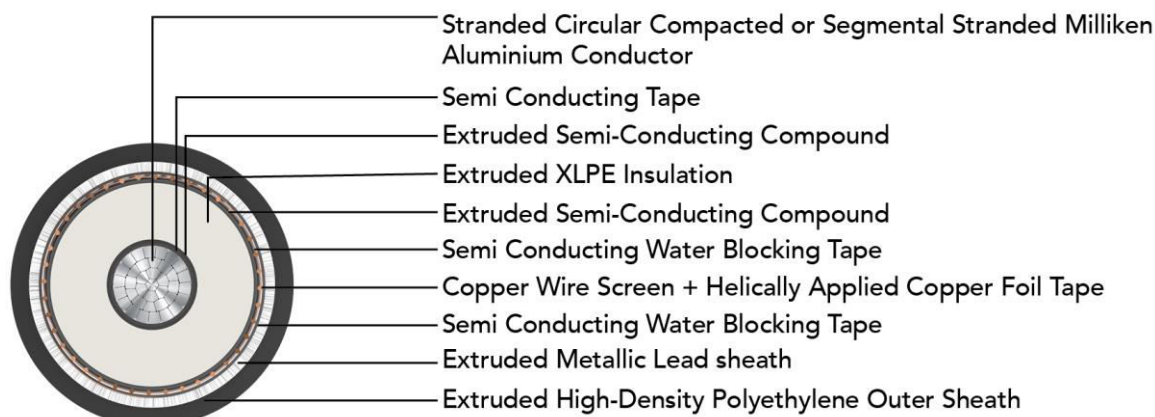 Stranded Circular Compacted or Segmental Stranded Milliken
Aluminium Conductor
Semi Conducting Tape
Extruded Semi-Conducting Compound
Extruded XLPE Insulation
Extruded Semi-Conducting Compound
Semi Conducting Water Blocking Tape
Copper Wire Screen + Helically Applied Copper Foil Tape
Semi Conducting Water Blocking Tape
Extruded Metallic Lead sheath
Extruded High-Density Polyethylene Outer Sheath